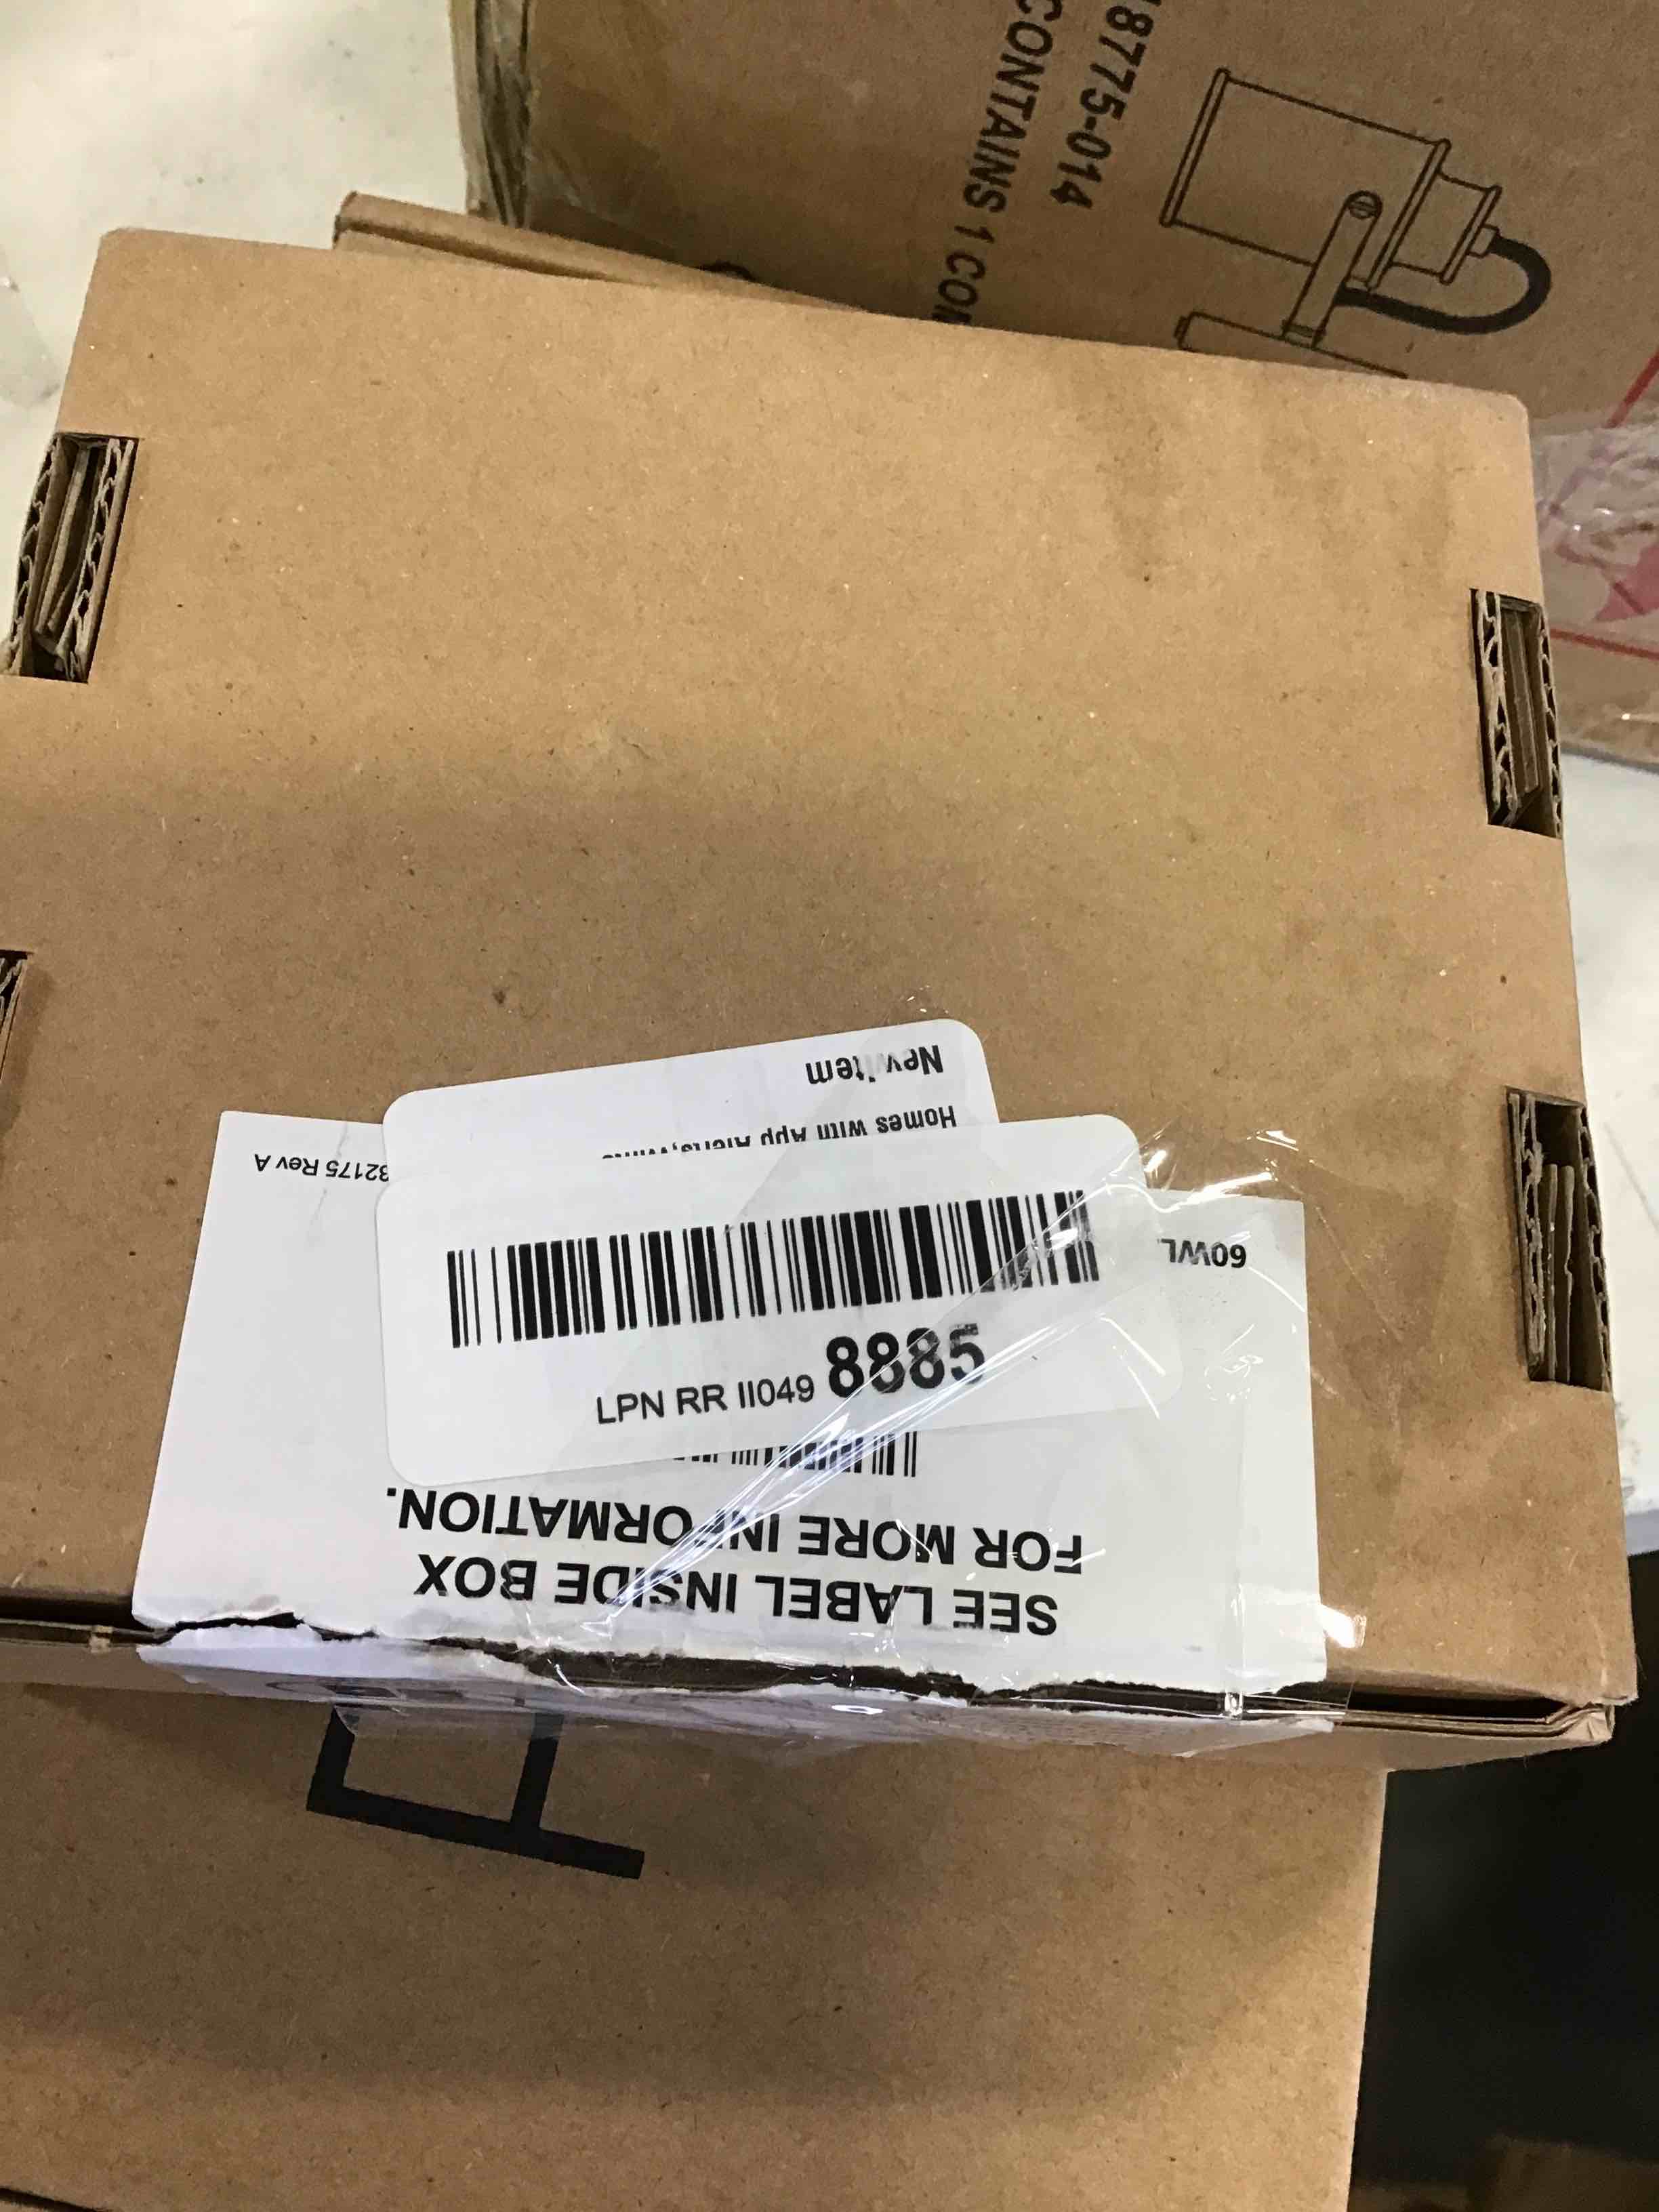 18775-014
CONTAINS 1
New item
Homes with App
32175 Rev A
60WL
LPN RR II049 8885
SEE LABEL INSIDE BOX
FOR MORE INFORMATION.